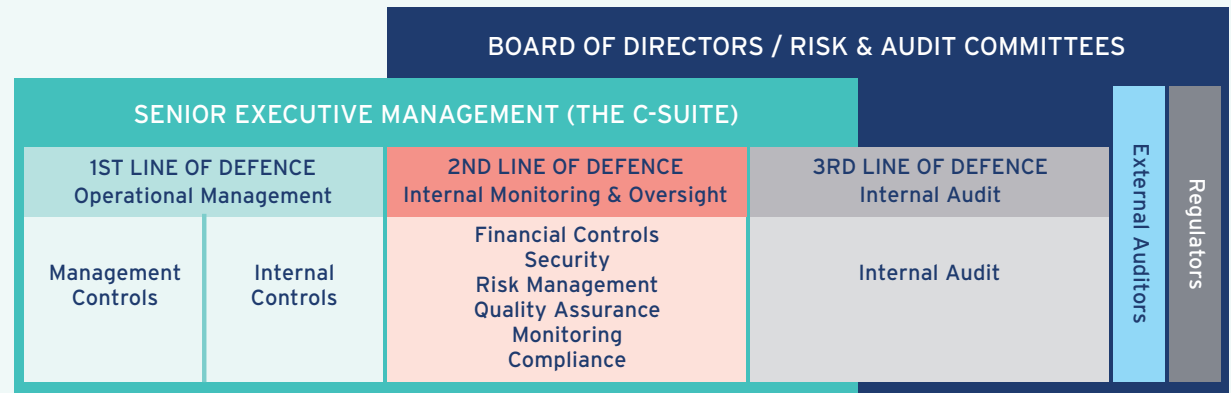 BOARD OF DIRECTORS / RISK & AUDIT COMMITTEES
SENIOR EXECUTIVE MANAGEMENT (THE C-SUITE)
1ST LINE OF DEFENCE
Operational Management
Management
Controls
Internal
Controls
2ND LINE OF DEFENCE
Internal Monitoring & Oversight
Financial Controls
Security
Risk Management
Quality Assurance
Monitoring
Compliance
3RD LINE OF DEFENCE
Internal Audit
Internal Audit
External Auditors
Regulators